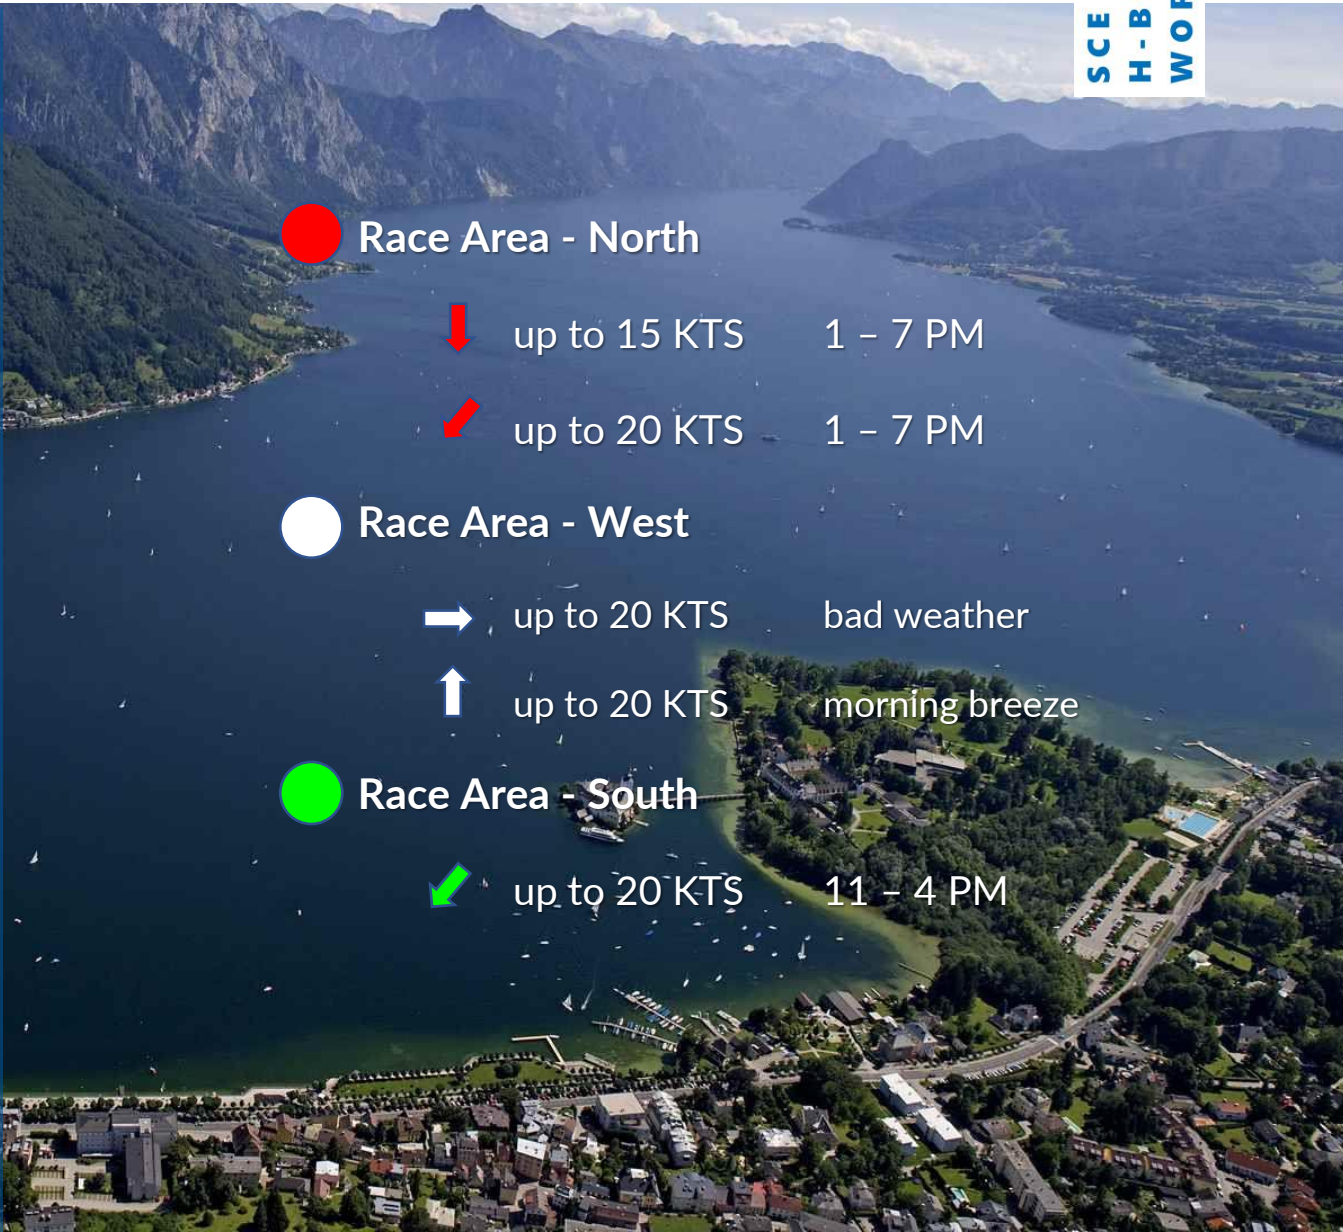 SCE
H-B
WOR
Race Area - North
up to 15 KTS 1 – 7 PM
up to 20 KTS 1 – 7 PM
Race Area - West
up to 20 KTS bad weather
up to 20 KTS morning breeze
Race Area - South
up to 20 KTS 11 – 4 PM